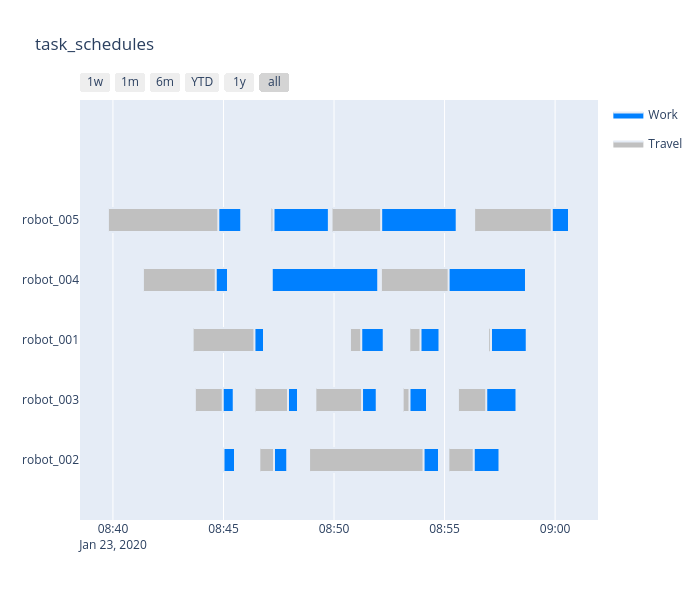 task_schedules
1w 1m 6m YTD 1y all
Work
Travel
robot_005
robot_004
robot_001
robot_003
robot_002
08:40 08:45 08:50 08:55 09:00
Jan 23, 2020